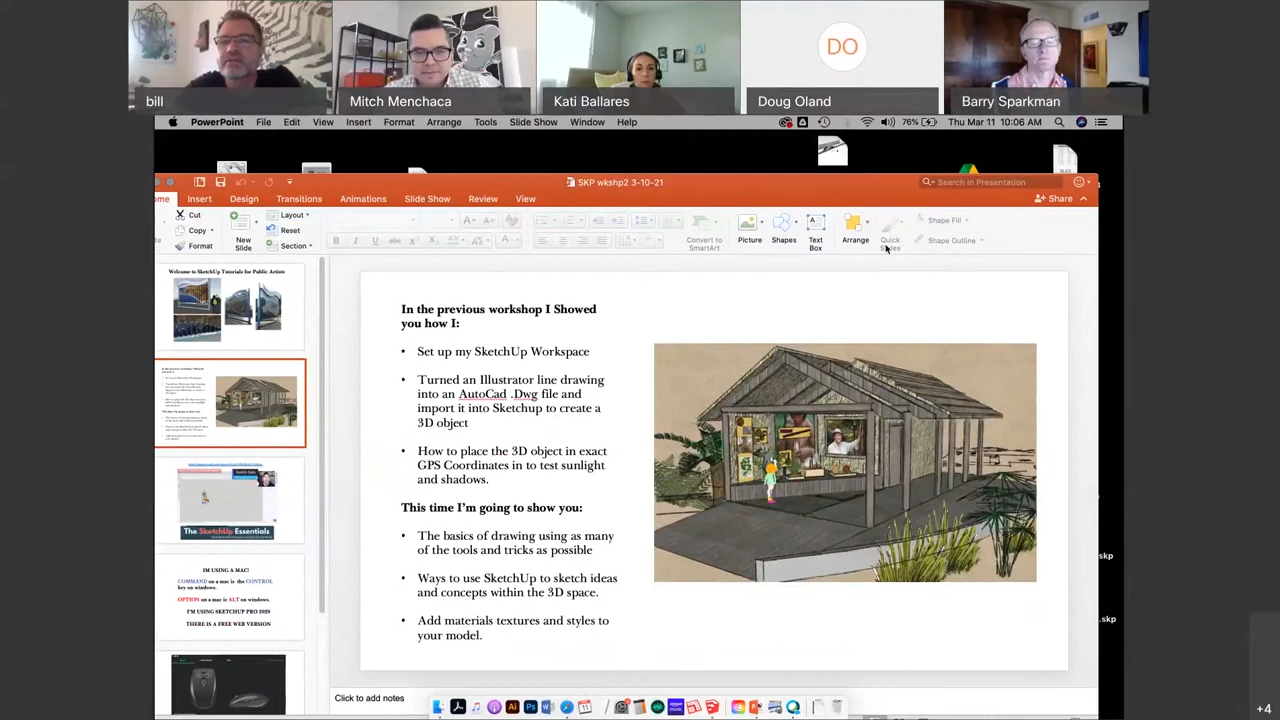 DO
bill
Mitch Menchaca
Kati Ballares
Doug Oland
Barry Sparkman
PowerPoint File Edit View Insert Format Arrange Tools Slide Show Window Help
76% Thu Mar 11 10:06 AM
SKP wkshp2 3-10-21
Search in Presentation
ome Insert Design Transitions Animations Slide Show Review View
Share
Cut
Copy
Format
New Slide
Layout
Reset
Section
Convert to SmartArt
Picture
Shapes
Text Box
Arrange
Quick Styles
Shape Fill
Shape Outline
Welcome to SketchUp Tutorials for Public Artists
The SketchUp Essentials
IM USING A MAC!
COMMAND on a mac is the CONTROL
key on windows.
OPTION on a mac is ALT on windows.
I'M USING SKETCHUP PRO 2020
THERE IS A FREE WEB VERSION
In the previous workshop I Showed
you how I:
• Set up my SketchUp Workspace
• Turned an Illustrator line drawing
into an AutoCad .Dwg file and
import it into Sketchup to create a
3D object
• How to place the 3D object in exact
GPS Coordinates in to test sunlight
and shadows.
This time I'm going to show you:
• The basics of drawing using as many
of the tools and tricks as possible
• Ways to use SketchUp to sketch ideas
and concepts within the 3D space.
• Add materials textures and styles to
your model.
skp
.skp
Click to add notes
+4